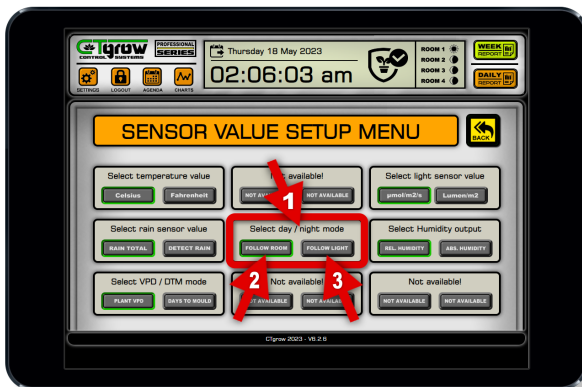 CTgrow
CONTROL SYSTEMS
PROFESSIONAL
SERIES
Thursday 18 May 2023
02:06:03 am
ROOM 1
ROOM 2
ROOM 3
ROOM 4
WEEK
REPORT
DAILY
REPORT
SETTINGS
LOGOUT
AGENDA
CHARTS
SENSOR VALUE SETUP MENU
BACK
Select temperature value
Celsius
Fahrenheit
available!
NOT AVAILABLE
Select light sensor value
µmol/m2/s
Lumen/m2
1
Select rain sensor value
RAIN TOTAL
DETECT RAIN
Select day / night mode
FOLLOW ROOM
FOLLOW LIGHT
Select Humidity output
REL. HUMIDITY
ABS. HUMIDITY
2
3
Select VPD / DTM mode
PLANT VPD
DAYS TO MOULD
Not available!
Not available!
NOT AVAILABLE
NOT AVAILABLE
CTgrow 2023 - V6.2.6